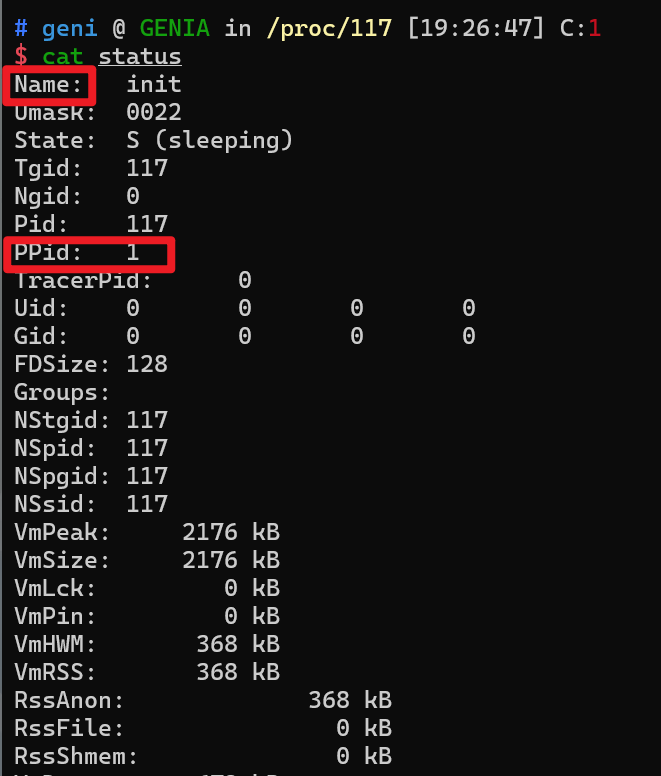 # geni @ GENIA in /proc/117 [19:26:47] C:1
$ cat status
Name: init
Umask: 0022
State: S (sleeping)
Tgid: 117
Ngid: 0
Pid: 117
PPid: 1
TracerPid: 0
Uid: 0 0 0 0
Gid: 0 0 0 0
FDSize: 128
Groups:
NStgid: 117
NSpid: 117
NSpgid: 117
NSsid: 117
VmPeak: 2176 kB
VmSize: 2176 kB
VmLck: 0 kB
VmPin: 0 kB
VmHWM: 368 kB
VmRSS: 368 kB
RssAnon: 368 kB
RssFile: 0 kB
RssShmem: 0 kB